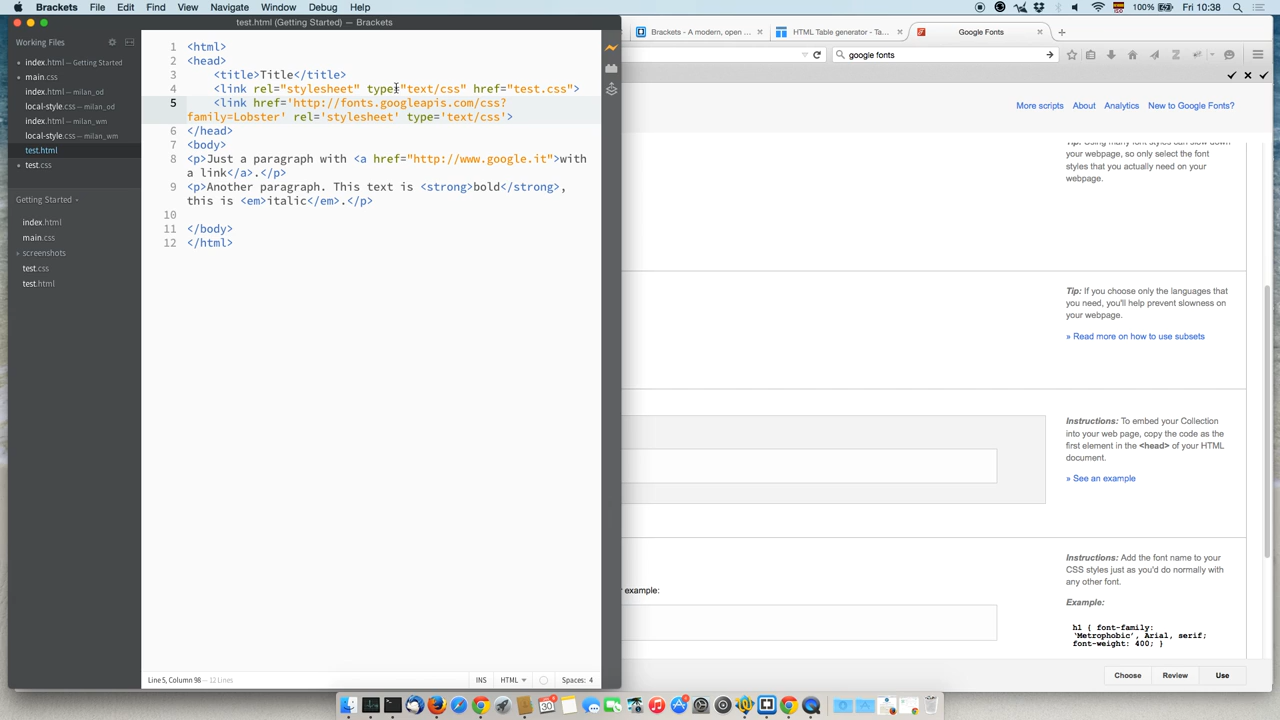 Brackets File Edit Find View Navigate Window Debug Help 100% Fri 10:38
test.html (Getting Started) — Brackets
Brackets - A modern, open ... × HTML Table generator - Ta... × Google Fonts ×
google fonts
Working Files
index.html — Getting Started
main.css
index.html — milan_od
local-style.css — milan_od
index.html — milan_wm
local-style.css — milan_wm
test.html
test.css
Getting Started
index.html
main.css
screenshots
test.css
test.html
1 <html>
2 <head>
3 <title>Title</title>
4 <link rel="stylesheet" type="text/css" href="test.css">
5 <link href='http://fonts.googleapis.com/css?
family=Lobster' rel='stylesheet' type='text/css'>
6 </head>
7 <body>
8 <p>Just a paragraph with <a href="http://www.google.it">with
a link</a>.</p>
9 <p>Another paragraph. This text is <strong>bold</strong>,
this is <em>italic</em>.</p>
10
11 </body>
12 </html>
Line 5, Column 98 — 12 Lines
INS HTML Spaces: 4
More scripts About Analytics New to Google Fonts?
Tip: Using many font styles can slow down
your webpage, so only select the font
styles that you actually need on your
webpage.
Tip: If you choose only the languages that
you need, you'll help prevent slowness on
your webpage.
» Read more on how to use subsets
Instructions: To embed your Collection
into your web page, copy the code as the
first element in the <head> of your HTML
document.
» See an example
Instructions: Add the font name to your
CSS styles just as you'd do normally with
any other font.
Example:
h1 { font-family:
'Metrophobic', Arial, serif;
font-weight: 400; }
example:
Choose Review Use
30